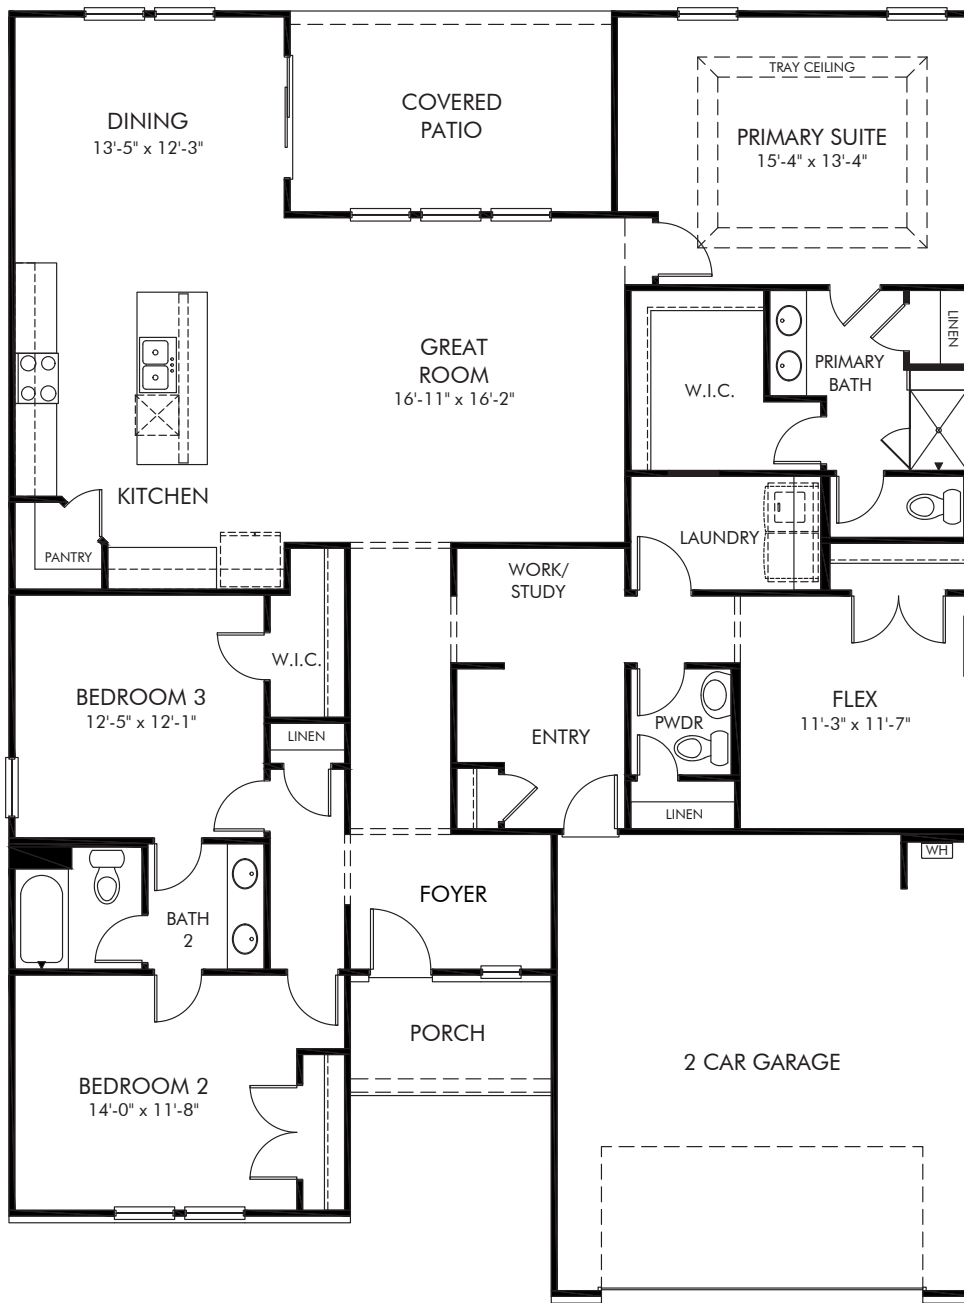 TRAY CEILING
DINING
13'-5" x 12'-3"
COVERED
PATIO
PRIMARY SUITE
15'-4" x 13'-4"
LINEN
GREAT
ROOM
16'-11" x 16'-2"
W.I.C.
PRIMARY
BATH
KITCHEN
PANTRY
LAUNDRY
WORK/
STUDY
W.I.C.
BEDROOM 3
12'-5" x 12'-1"
LINEN
ENTRY
PWDR
FLEX
11'-3" x 11'-7"
LINEN
WH
FOYER
BATH
2
PORCH
2 CAR GARAGE
BEDROOM 2
14'-0" x 11'-8"